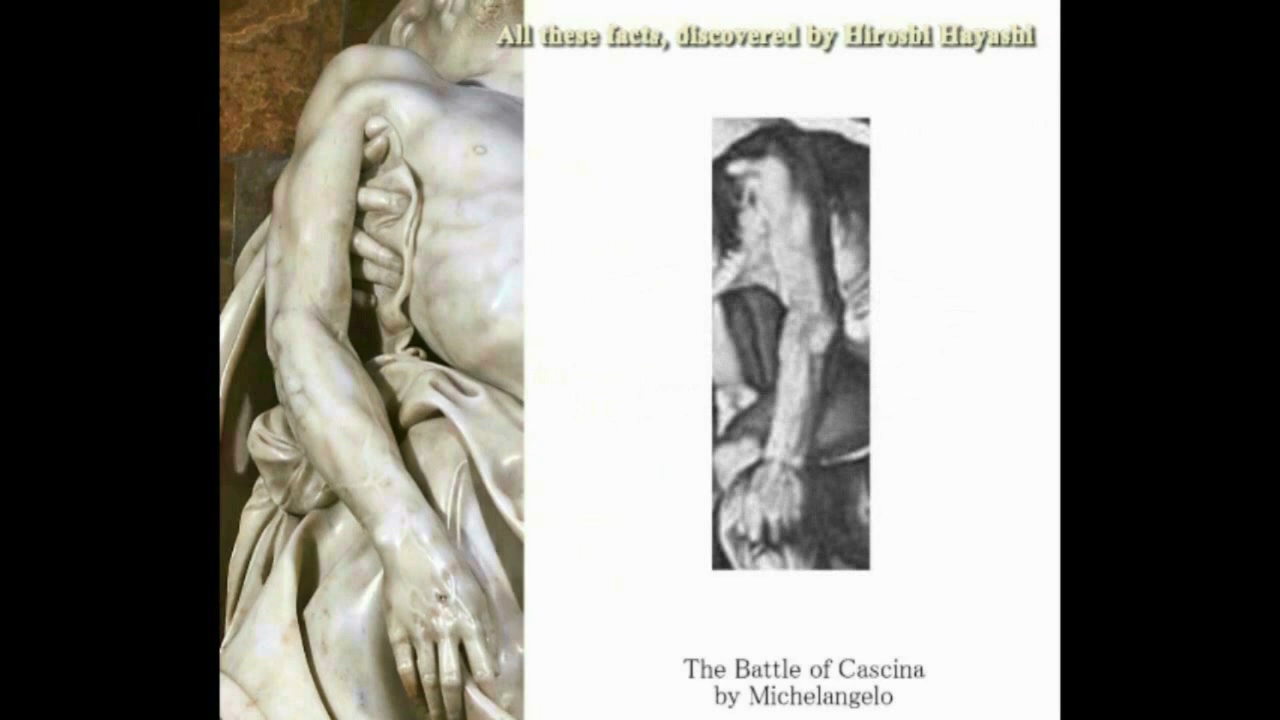 All these facts, discovered by Hiroshi Hayashi
The Battle of Cascina
by Michelangelo